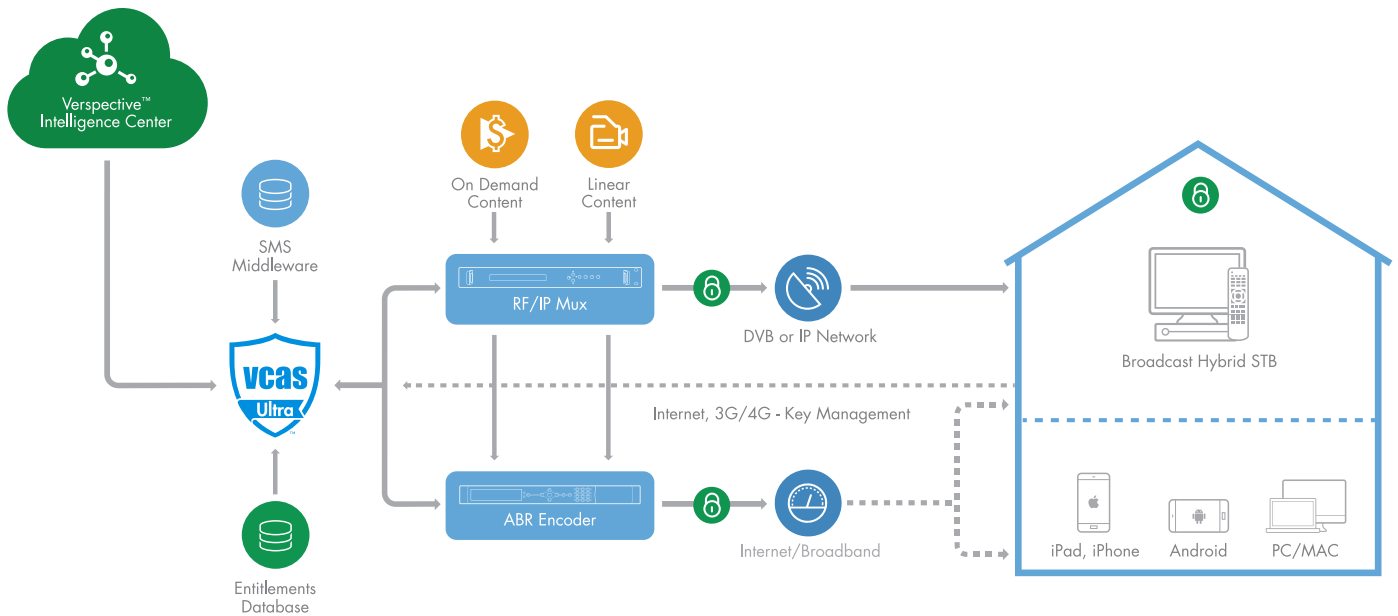 Verspective™
Intelligence Center
On Demand
Content
Linear
Content
SMS
Middleware
RF/IP Mux
DVB or IP Network
Broadcast Hybrid STB
vcas
Ultra™
Internet, 3G/4G - Key Management
ABR Encoder
Internet/Broadband
iPad, iPhone
Android
PC/MAC
Entitlements
Database